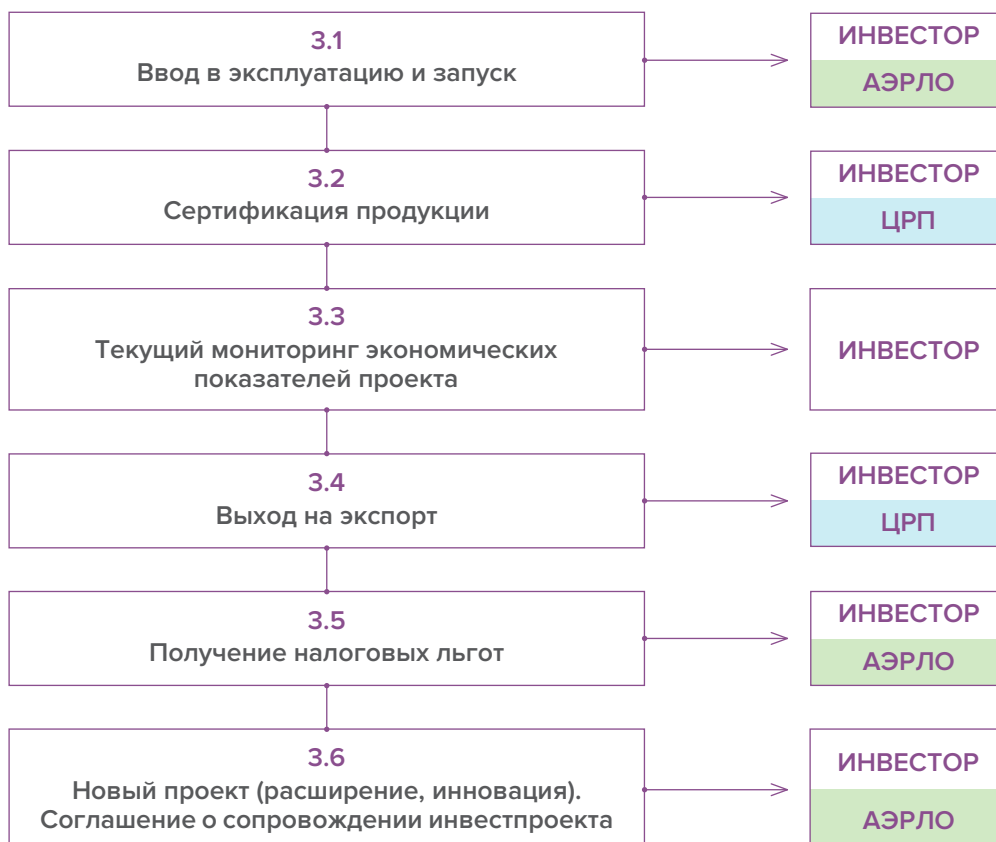 3.1
Ввод в эксплуатацию и запуск
ИНВЕСТОР
АЭРЛО
3.2
Сертификация продукции
ИНВЕСТОР
ЦРП
3.3
Текущий мониторинг экономических
показателей проекта
ИНВЕСТОР
3.4
Выход на экспорт
ИНВЕСТОР
ЦРП
3.5
Получение налоговых льгот
ИНВЕСТОР
АЭРЛО
3.6
Новый проект (расширение, инновация).
Соглашение о сопровождении инвестпроекта
ИНВЕСТОР
АЭРЛО